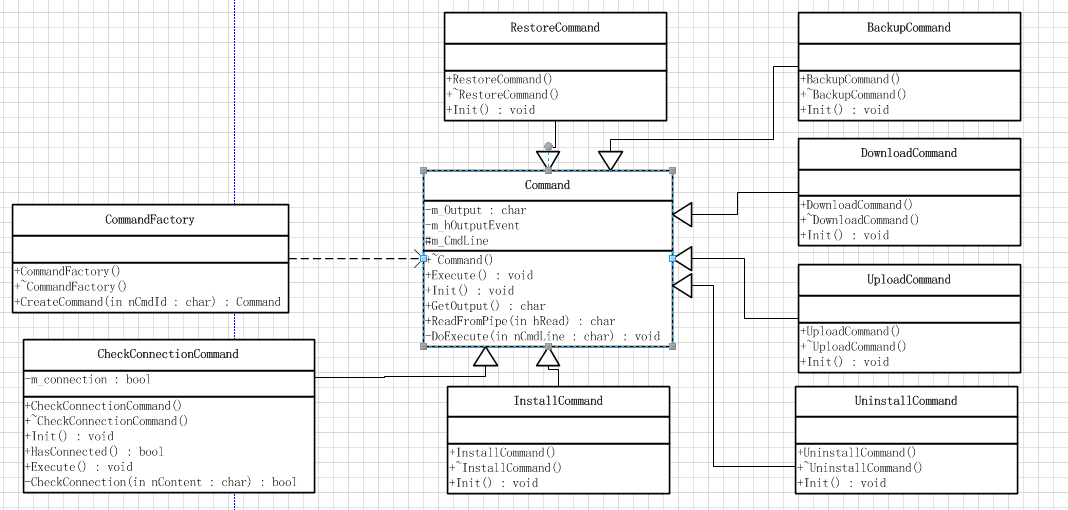 RestoreCommand
+RestoreCommand()
+~RestoreCommand()
+Init() : void
BackupCommand
+BackupCommand()
+~BackupCommand()
+Init() : void
DownloadCommand
+DownloadCommand()
+~DownloadCommand()
+Init() : void
Command
-m_Output : char
-m_hOutputEvent
#m_CmdLine
+~Command()
+Execute() : void
+Init() : void
+GetOutput() : char
+ReadFromPipe(in hRead) : char
-DoExecute(in nCmdLine : char) : void
CommandFactory
+CommandFactory()
+~CommandFactory()
+CreateCommand(in nCmdId : char) : Command
UploadCommand
+UploadCommand()
+~UploadCommand()
+Init() : void
CheckConnectionCommand
-m_connection : bool
+CheckConnectionCommand()
+~CheckConnectionCommand()
+Init() : void
+HasConnected() : bool
+Execute() : void
-CheckConnection(in nContent : char) : bool
InstallCommand
+InstallCommand()
+~InstallCommand()
+Init() : void
UninstallCommand
+UninstallCommand()
+~UninstallCommand()
+Init() : void